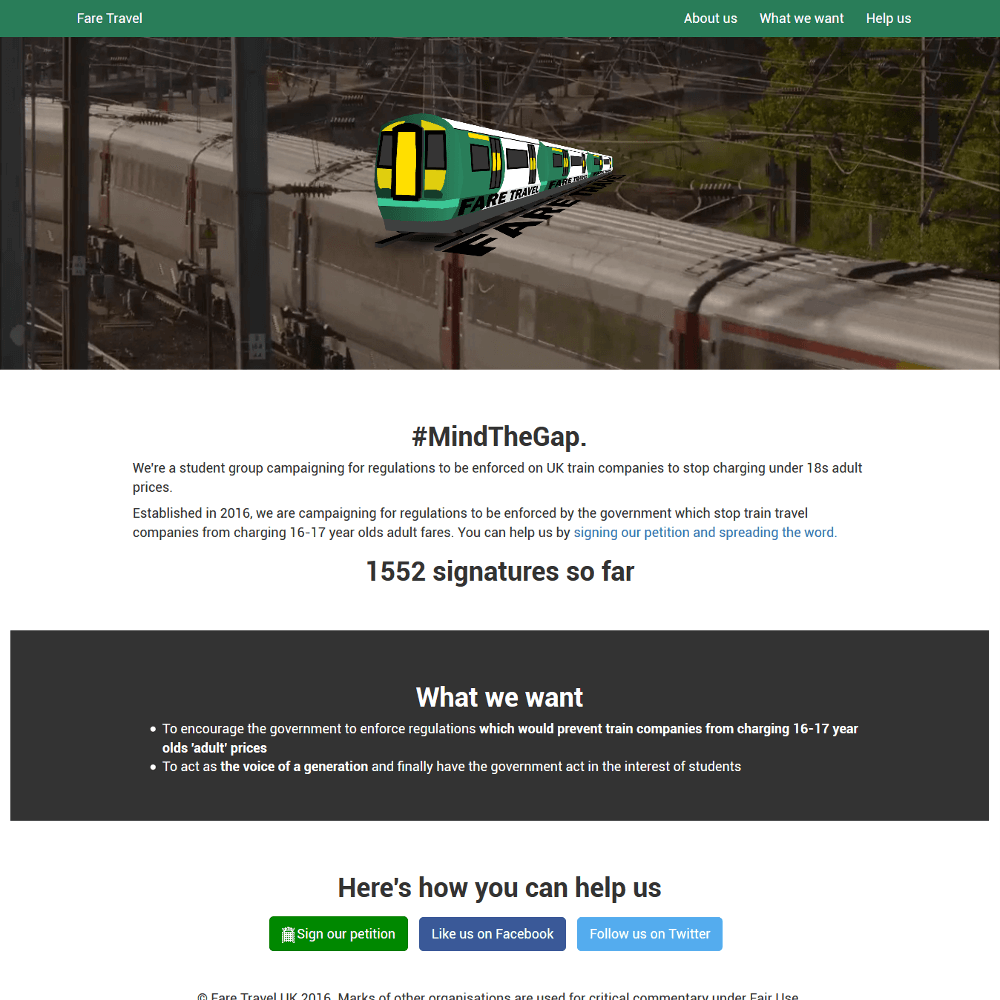 Fare Travel About us What we want Help us
FARE TRAVEL
FARE TRAVEL
FARE
#MindTheGap.
We're a student group campaigning for regulations to be enforced on UK train companies to stop charging under 18s adult
prices.
Established in 2016, we are campaigning for regulations to be enforced by the government which stop train travel
companies from charging 16-17 year olds adult fares. You can help us by signing our petition and spreading the word.
1552 signatures so far
What we want
• To encourage the government to enforce regulations which would prevent train companies from charging 16-17 year
olds 'adult' prices
• To act as the voice of a generation and finally have the government act in the interest of students
Here's how you can help us
Sign our petition Like us on Facebook Follow us on Twitter
© Fare Travel UK 2016. Marks of other organisations are used for critical commentary under Fair Use.